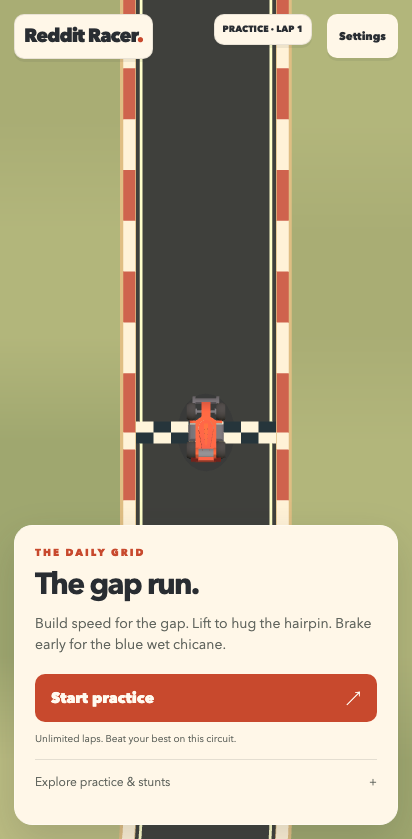 Reddit Racer.
PRACTICE · LAP 1
Settings
THE DAILY GRID
The gap run.
Build speed for the gap. Lift to hug the hairpin. Brake
early for the blue wet chicane.
Start practice ↗
Unlimited laps. Beat your best on this circuit.
Explore practice & stunts +